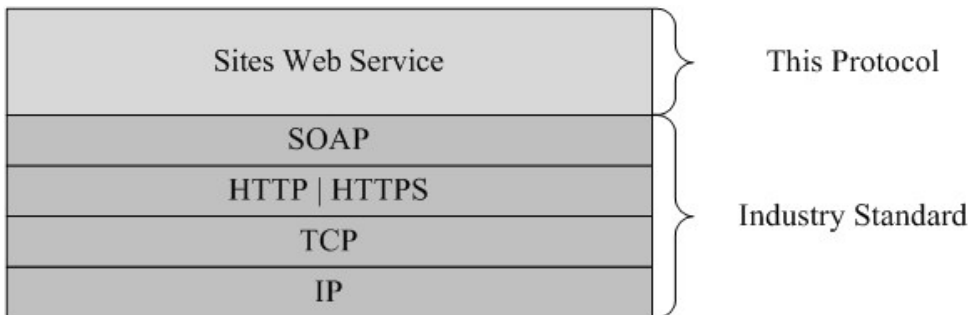 Sites Web Service
This Protocol
SOAP
HTTP | HTTPS
Industry Standard
TCP
IP